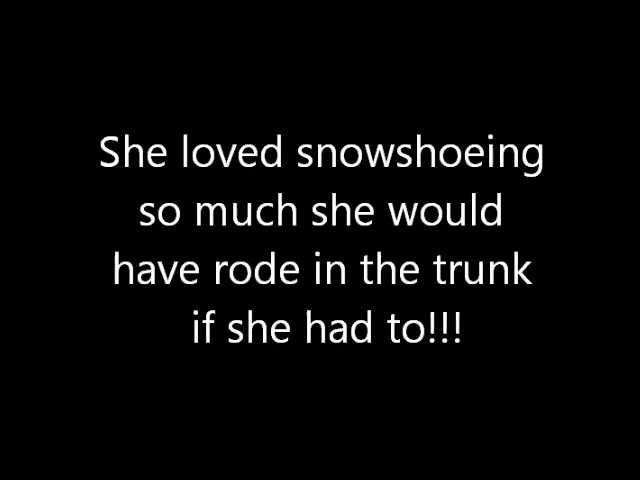 She loved snowshoeing
so much she would
have rode in the trunk
if she had to!!!